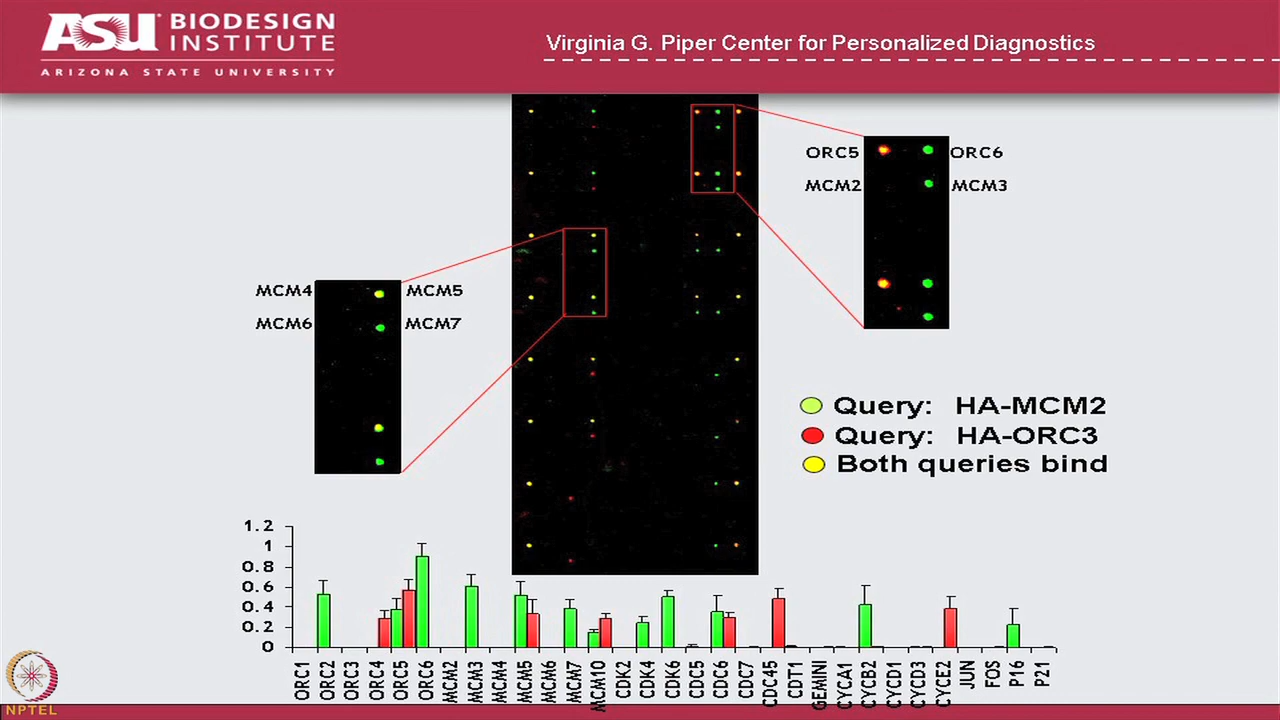 ASU BIODESIGN
INSTITUTE
ARIZONA STATE UNIVERSITY
Virginia G. Piper Center for Personalized Diagnostics
ORC5 ORC6
MCM2 MCM3
MCM4 MCM5
MCM6 MCM7
Query: HA-MCM2
Query: HA-ORC3
Both queries bind
1.2
1
0.8
0.6
0.4
0.2
0
ORC1 ORC2 ORC3 ORC4 ORC5 ORC6 MCM2 MCM3 MCM4 MCM5 MCM6 MCM7 MCM10 CDK2 CDK4 CDK6 CDC5 CDC6 CDC7 CDC45 CDT1 GEMINI CYCA1 CYCB2 CYCD1 CYCD3 CYCE2 JUN FOS P16 P21
NPTEL